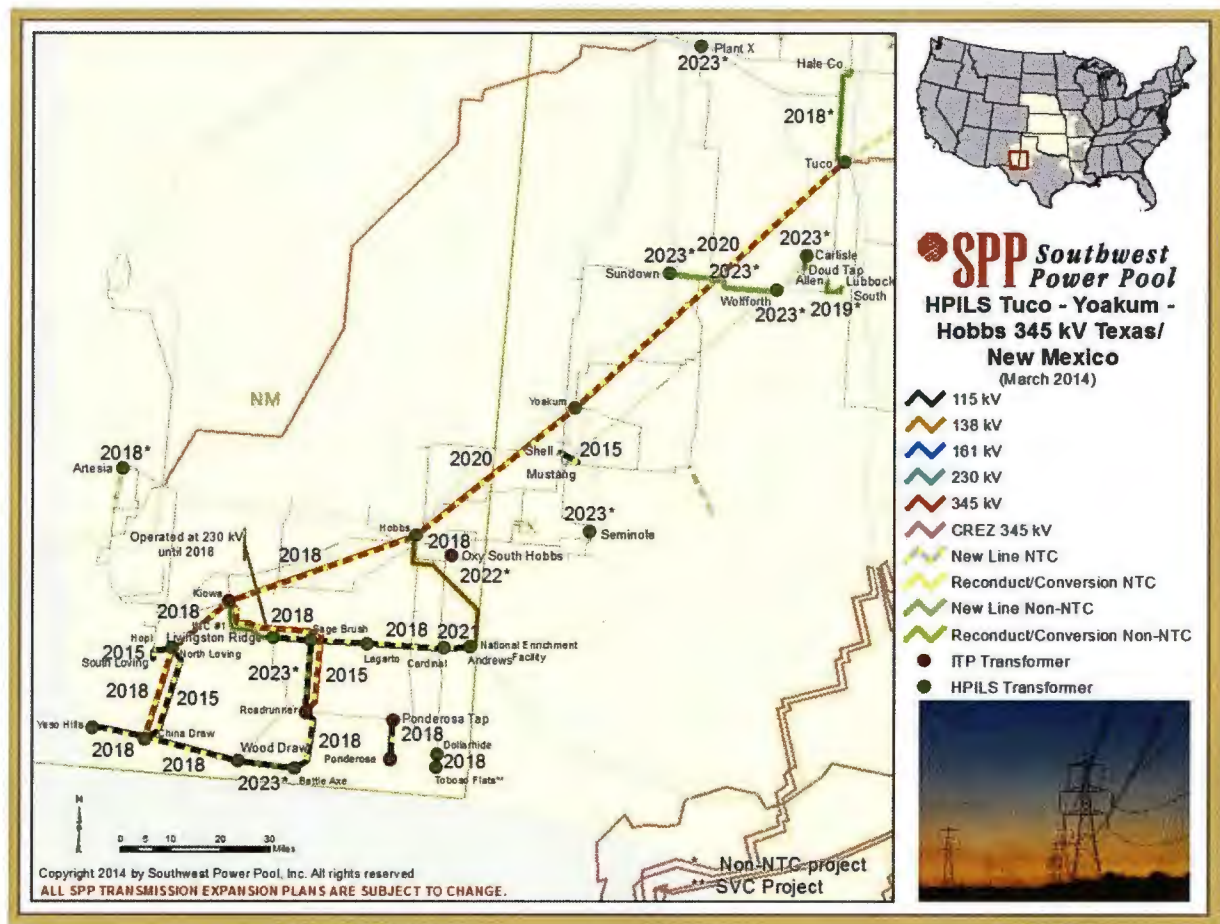 Plant X
2023*
Hale Co
2018*
Tuco
2023*
2020
2023*
Carlisle
Sundown
2023*
Doud Tap
Allen
Lubbock
South
Wolfforth
2023*
2019*
NM
Yoakum
2018*
Artesia
2020
Shell
2015
Mustang
Hobbs
2023*
Seminole
Operated at 230 kV
until 2018
2018
2018
Oxy South Hobbs
2022*
Kiowa
2018
2018
Sage Brush
2018
2021
Hopi
Livingston Ridge
National Enrichment
Facility
2015
North Loving
Lagarto
Cardinal
Andrews
South Loving
2023*
2015
2018
2015
Roadrunner
Ponderosa Tap
2018
Yeso Hills
China Draw
Wood Draw
2018
Ponderosa
Dollarhide
2018
2018
2018
2023*
Battle Axe
Toboso Flats**
N
0 5 10 20 30
Miles
* Non-NTC project
** SVC Project
Copyright 2014 by Southwest Power Pool, Inc. All rights reserved
ALL SPP TRANSMISSION EXPANSION PLANS ARE SUBJECT TO CHANGE.
SPP Southwest
Power Pool
HPILS Tuco - Yoakum -
Hobbs 345 kV Texas/
New Mexico
(March 2014)
115 kV
138 kV
161 kV
230 kV
345 kV
CREZ 345 kV
New Line NTC
Reconduct/Conversion NTC
New Line Non-NTC
Reconduct/Conversion Non-NTC
ITP Transformer
HPILS Transformer